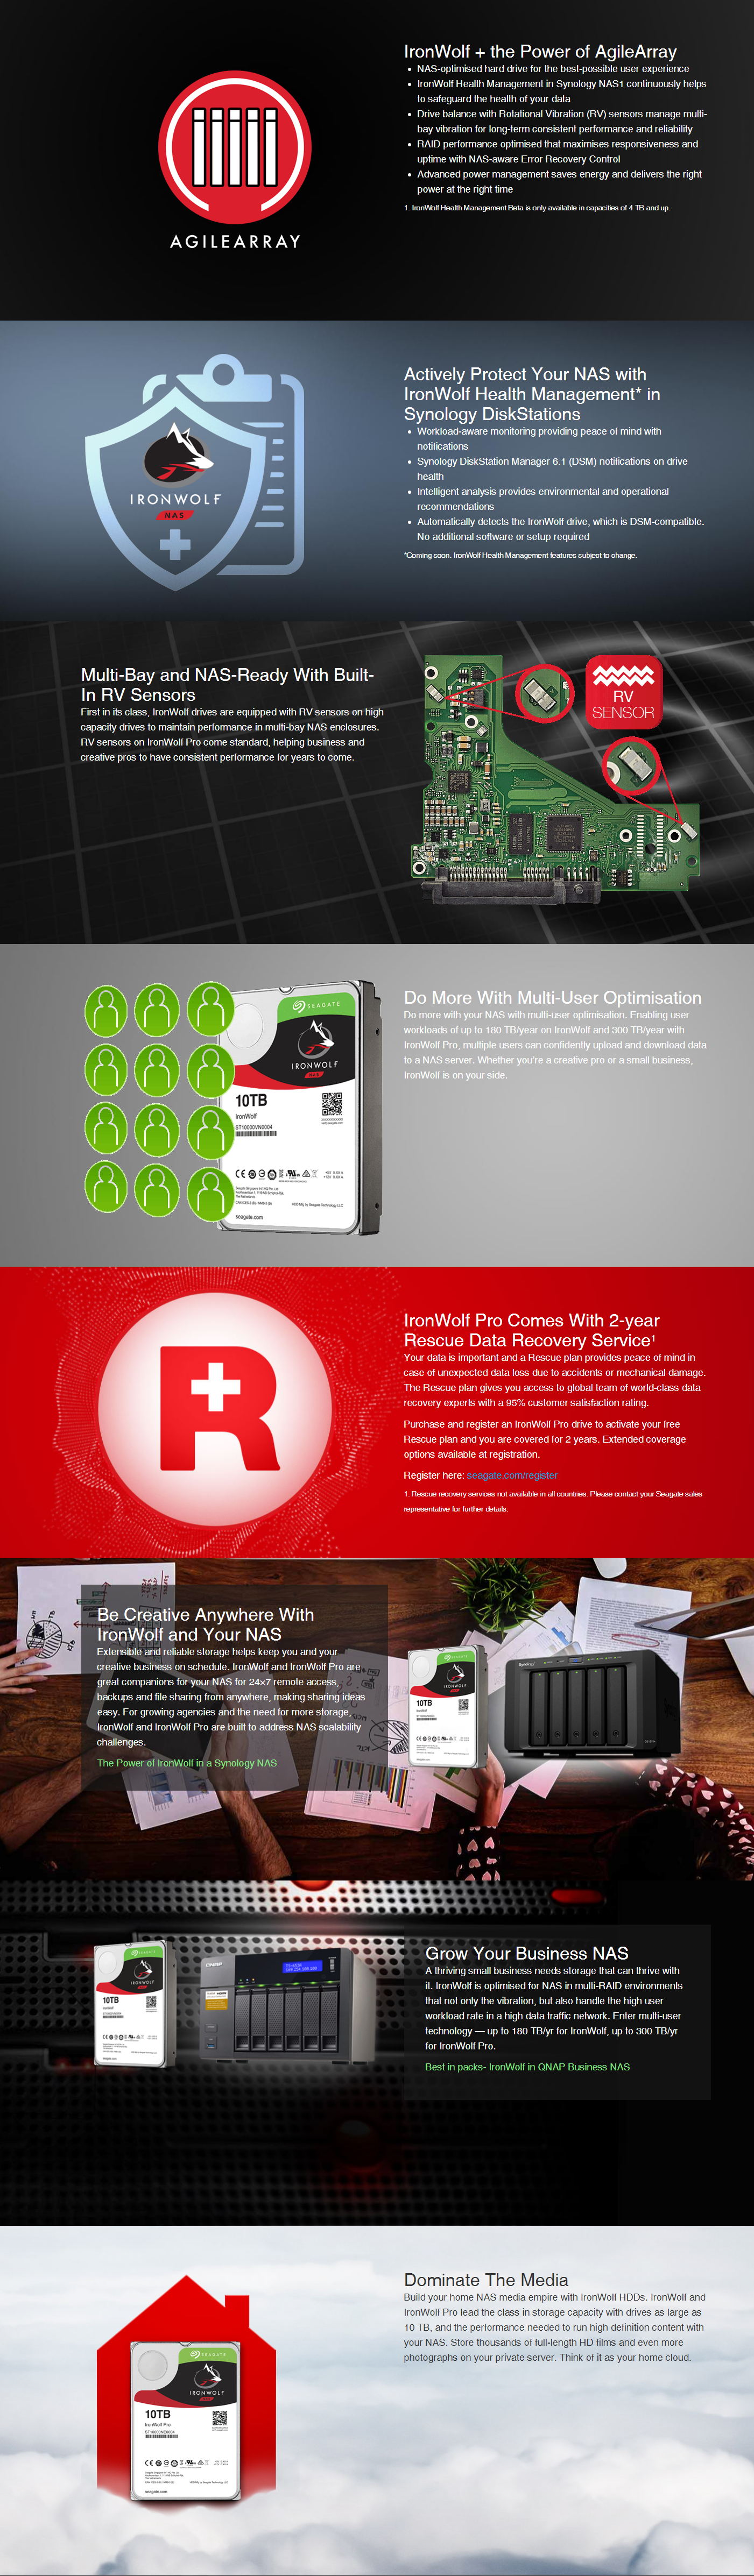 IronWolf + the Power of AgileArray
• NAS-optimised hard drive for the best-possible user experience
• IronWolf Health Management in Synology NAS1 continuously helps
to safeguard the health of your data
• Drive balance with Rotational Vibration (RV) sensors manage multi-
bay vibration for long-term consistent performance and reliability
• RAID performance optimised that maximises responsiveness and
uptime with NAS-aware Error Recovery Control
• Advanced power management saves energy and delivers the right
power at the right time
1. IronWolf Health Management Beta is only available in capacities of 4 TB and up.
AGILEARRAY
Actively Protect Your NAS with
IronWolf Health Management* in
Synology DiskStations
• Workload-aware monitoring providing peace of mind with
notifications
• Synology DiskStation Manager 6.1 (DSM) notifications on drive
health
• Intelligent analysis provides environmental and operational
recommendations
• Automatically detects the IronWolf drive, which is DSM-compatible.
No additional software or setup required
*Coming soon. IronWolf Health Management features subject to change.
IRONWOLF
NAS
Multi-Bay and NAS-Ready With Built-
In RV Sensors
First in its class, IronWolf drives are equipped with RV sensors on high
capacity drives to maintain performance in multi-bay NAS enclosures.
RV sensors on IronWolf Pro come standard, helping business and
creative pros to have consistent performance for years to come.
RV
SENSOR
Do More With Multi-User Optimisation
Do more with your NAS with multi-user optimisation. Enabling user
workloads of up to 180 TB/year on IronWolf and 300 TB/year with
IronWolf Pro, multiple users can confidently upload and download data
to a NAS server. Whether you're a creative pro or a small business,
IronWolf is on your side.
SEAGATE
IRONWOLF
NAS
10TB
IronWolf
ST10000VN0004
seagate.com
IronWolf Pro Comes With 2-year
Rescue Data Recovery Service¹
Your data is important and a Rescue plan provides peace of mind in
case of unexpected data loss due to accidents or mechanical damage.
The Rescue plan gives you access to global team of world-class data
recovery experts with a 95% customer satisfaction rating.
Purchase and register an IronWolf Pro drive to activate your free
Rescue plan and you are covered for 2 years. Extended coverage
options available at registration.
Register here: seagate.com/register
1. Rescue recovery services not available in all countries. Please contact your Seagate sales
representative for further details.
R
Be Creative Anywhere With
IronWolf and Your NAS
Extensible and reliable storage helps keep you and your
creative business on schedule. IronWolf and IronWolf Pro are
great companions for your NAS for 24×7 remote access,
backups and file sharing from anywhere, making sharing ideas
easy. For growing agencies and the need for more storage,
IronWolf and IronWolf Pro are built to address NAS scalability
challenges.
The Power of IronWolf in a Synology NAS
SEAGATE
IRONWOLF
10TB
IronWolf
Synology
Grow Your Business NAS
A thriving small business needs storage that can thrive with
it. IronWolf is optimised for NAS in multi-RAID environments
that not only the vibration, but also handle the high user
workload rate in a high data traffic network. Enter multi-user
technology — up to 180 TB/yr for IronWolf, up to 300 TB/yr
for IronWolf Pro.
Best in packs- IronWolf in QNAP Business NAS
SEAGATE
IRONWOLF
10TB
IronWolf
QNAP
Dominate The Media
Build your home NAS media empire with IronWolf HDDs. IronWolf and
IronWolf Pro lead the class in storage capacity with drives as large as
10 TB, and the performance needed to run high definition content with
your NAS. Store thousands of full-length HD films and even more
photographs on your private server. Think of it as your home cloud.
SEAGATE
IRONWOLF
10TB
IronWolf Pro
ST10000NE0004
seagate.com